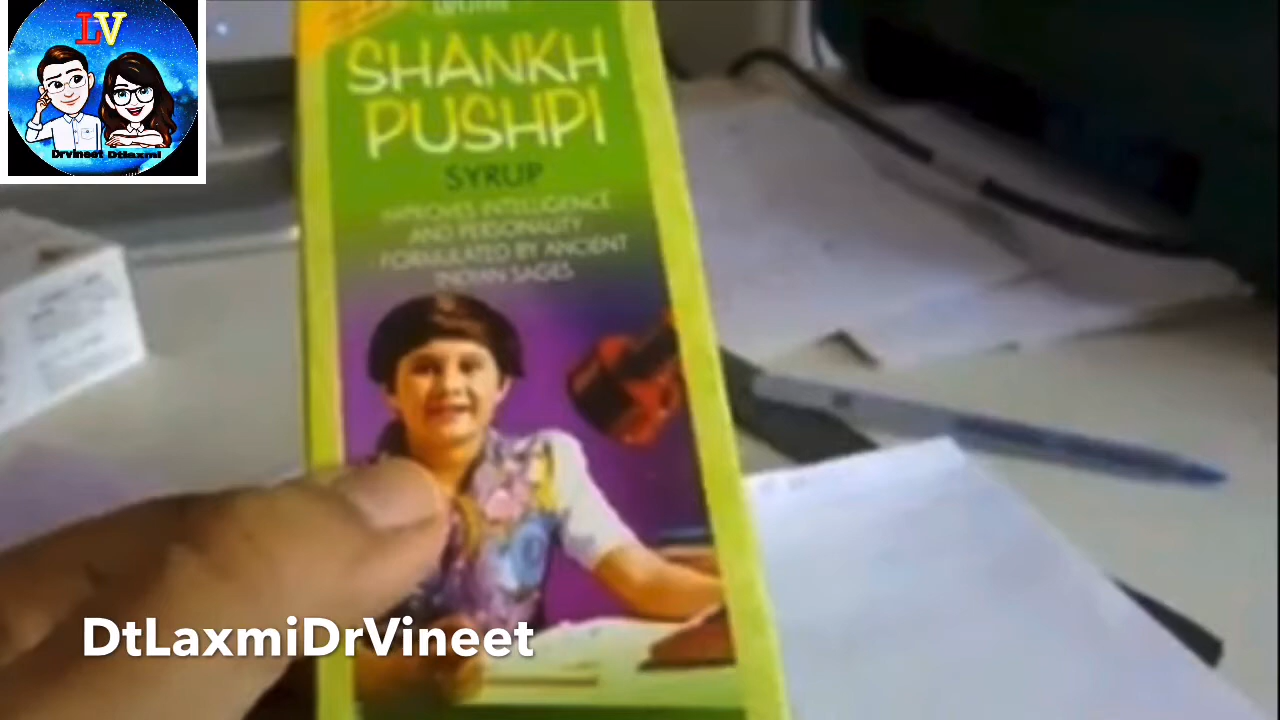 LV
Drvineet Dtlaxmi
SHANKH
PUSHPI
SYRUP
IMPROVES INTELLIGENCE
AND PERSONALITY
FORMULATED BY ANCIENT
INDIAN SAGES
DtLaxmiDrVineet